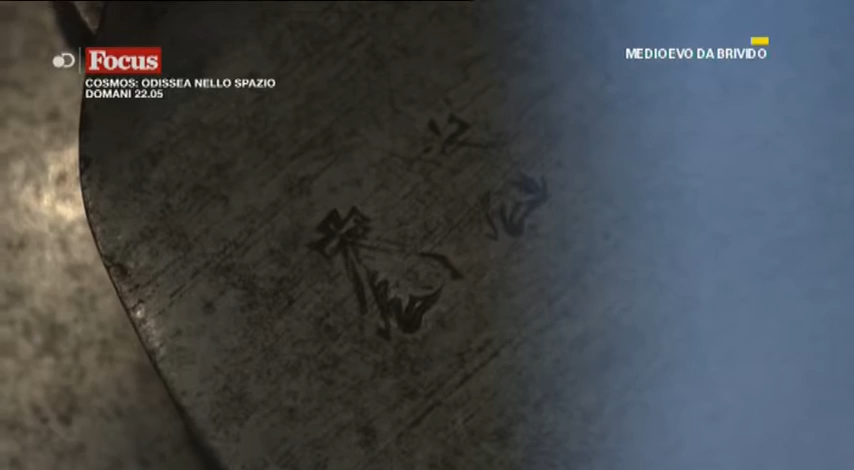 Focus
COSMOS: ODISSEA NELLO SPAZIO
DOMANI 22.05
MEDIOEVO DA BRIVIDO